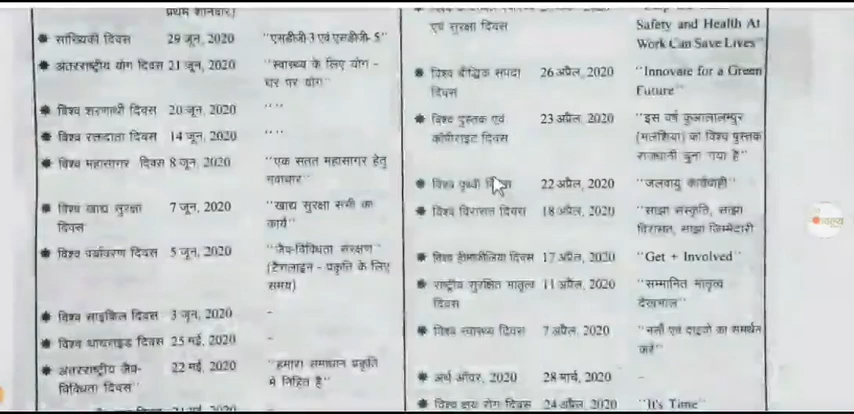 प्रथम शनिवार)
सांख्यिकी दिवस 29 जून, 2020 "एसडीजी-3 एवं एसडीजी-5"
अंतरराष्ट्रीय योग दिवस 21 जून, 2020 "स्वास्थ्य के लिए योग -
घर पर योग"
विश्व शरणार्थी दिवस 20 जून, 2020 " "
विश्व रक्तदाता दिवस 14 जून, 2020 " "
विश्व महासागर दिवस 8 जून, 2020 "एक सतत महासागर हेतु
नवाचार"
विश्व खाद्य सुरक्षा 7 जून, 2020 "खाद्य सुरक्षा सभी का
दिवस कार्य"
विश्व पर्यावरण दिवस 5 जून, 2020 "जैव-विविधता संरक्षण"
(टैगलाइन - प्रकृति के लिए
समय)
विश्व साइकिल दिवस 3 जून, 2020 -
विश्व थायराइड दिवस 25 मई, 2020 -
अंतरराष्ट्रीय जैव- 22 मई, 2020 "हमारा समाधान प्रकृति
विविधता दिवस" में निहित है"
एवं सुरक्षा दिवस Safety and Health At
Work Can Save Lives"
विश्व बौद्धिक संपदा 26 अप्रैल, 2020 "Innovate for a Green
दिवस Future"
विश्व पुस्तक एवं 23 अप्रैल, 2020 "इस वर्ष कुआलालम्पुर
कॉपीराइट दिवस (मलेशिया) को विश्व पुस्तक
राजधानी चुना गया है"
विश्व पृथ्वी दिवस 22 अप्रैल, 2020 "जलवायु कार्यवाही"
विश्व विरासत दिवस 18 अप्रैल, 2020 "साझा संस्कृति, साझा
विरासत, साझा जिम्मेदारी
विश्व हीमोफीलिया दिवस 17 अप्रैल, 2020 "Get + Involved"
राष्ट्रीय सुरक्षित मातृत्व 11 अप्रैल, 2020 "सम्मानित मातृत्व
दिवस देखभाल"
विश्व स्वास्थ्य दिवस 7 अप्रैल, 2020 "नर्सों एवं दाइयों का समर्थन
करें"
अर्थ ऑवर, 2020 28 मार्च, 2020 -
विश्व क्षय रोग दिवस 24 अप्रैल, 2020 "It's Time"